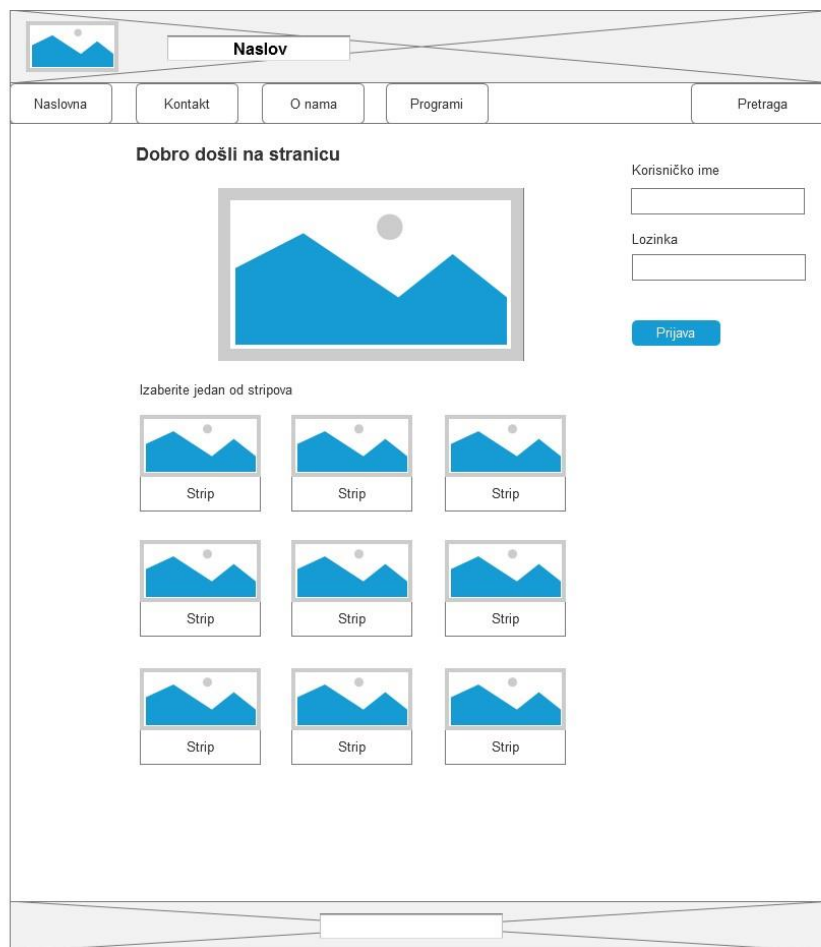 Naslov
Naslovna Kontakt O nama Programi Pretraga
Dobro došli na stranicu
Korisničko ime
Lozinka
Prijava
Izaberite jedan od stripova
Strip Strip Strip
Strip Strip Strip
Strip Strip Strip